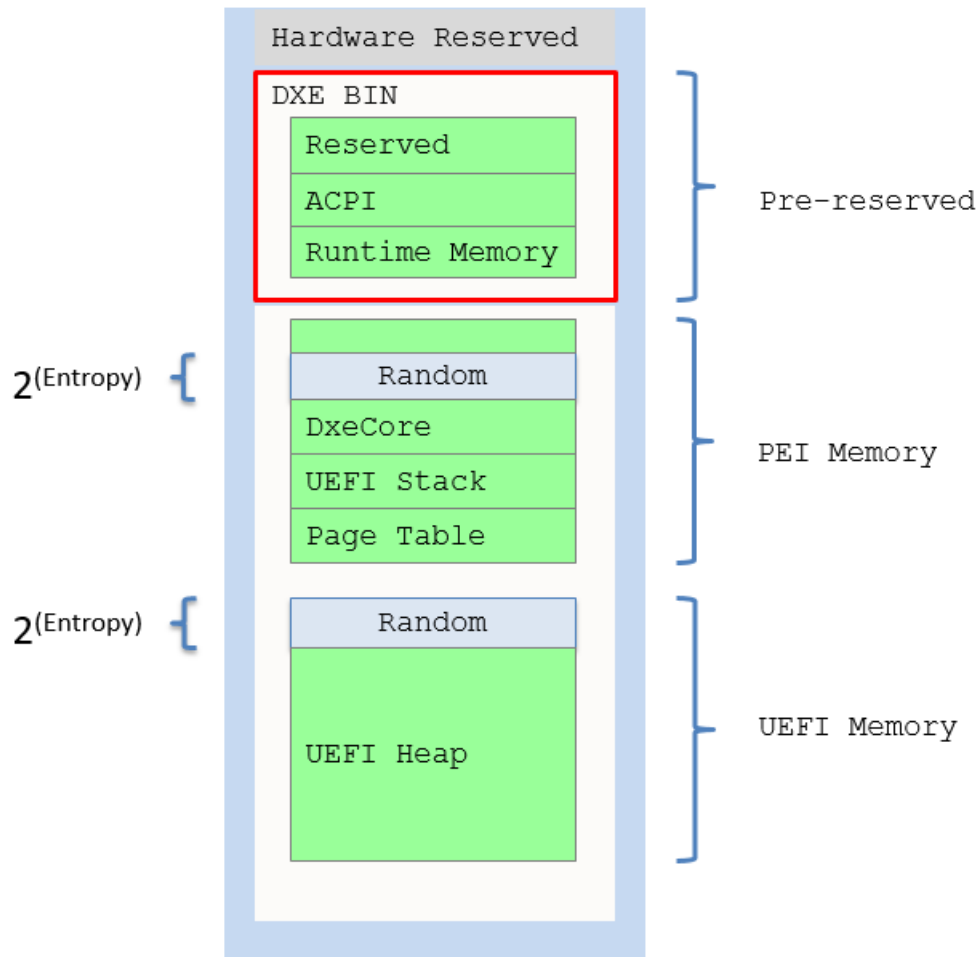 Hardware Reserved
DXE BIN
Reserved
ACPI
Runtime Memory
Pre-reserved
2(Entropy)
Random
DxeCore
UEFI Stack
Page Table
PEI Memory
2(Entropy)
Random
UEFI Heap
UEFI Memory